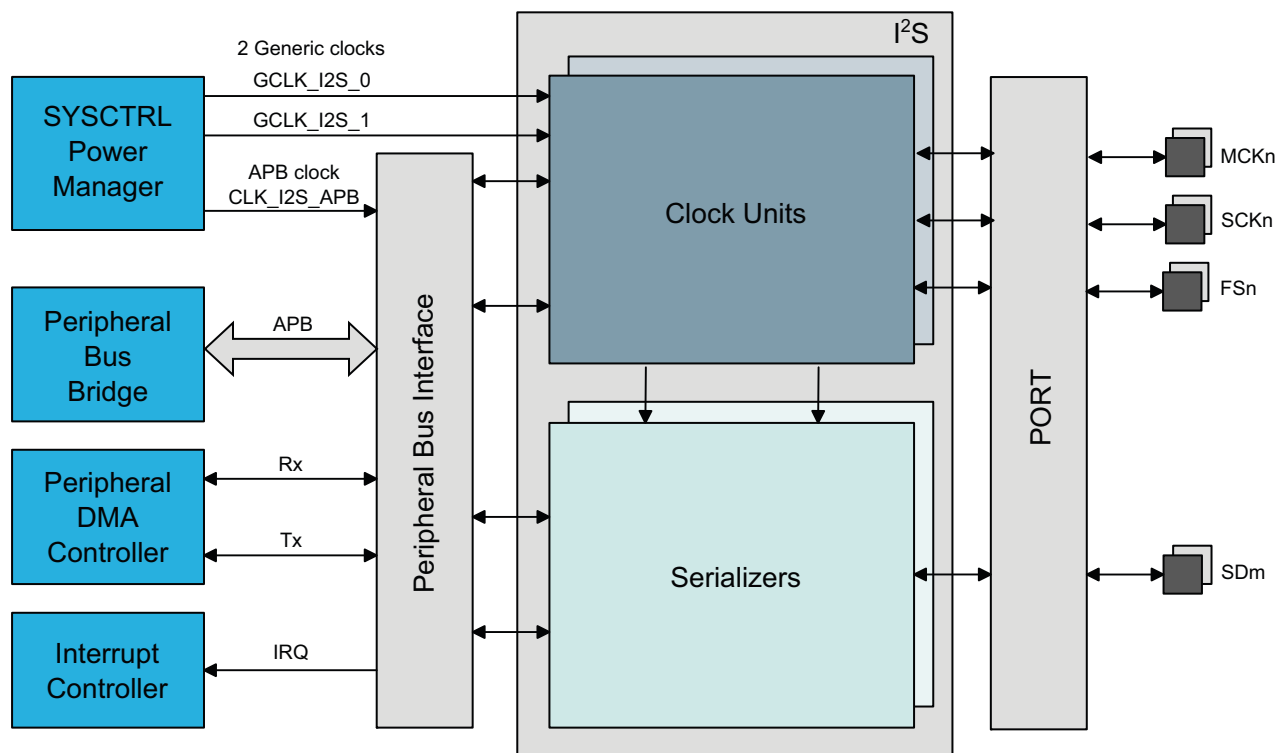 I²S
2 Generic clocks
GCLK_I2S_0
GCLK_I2S_1
SYSCTRL
Power
Manager
APB clock
CLK_I2S_APB
Peripheral
Bus
Bridge
APB
Peripheral
DMA
Controller
Rx
Tx
Interrupt
Controller
IRQ
Peripheral Bus Interface
Clock Units
Serializers
PORT
MCKn
SCKn
FSn
SDm